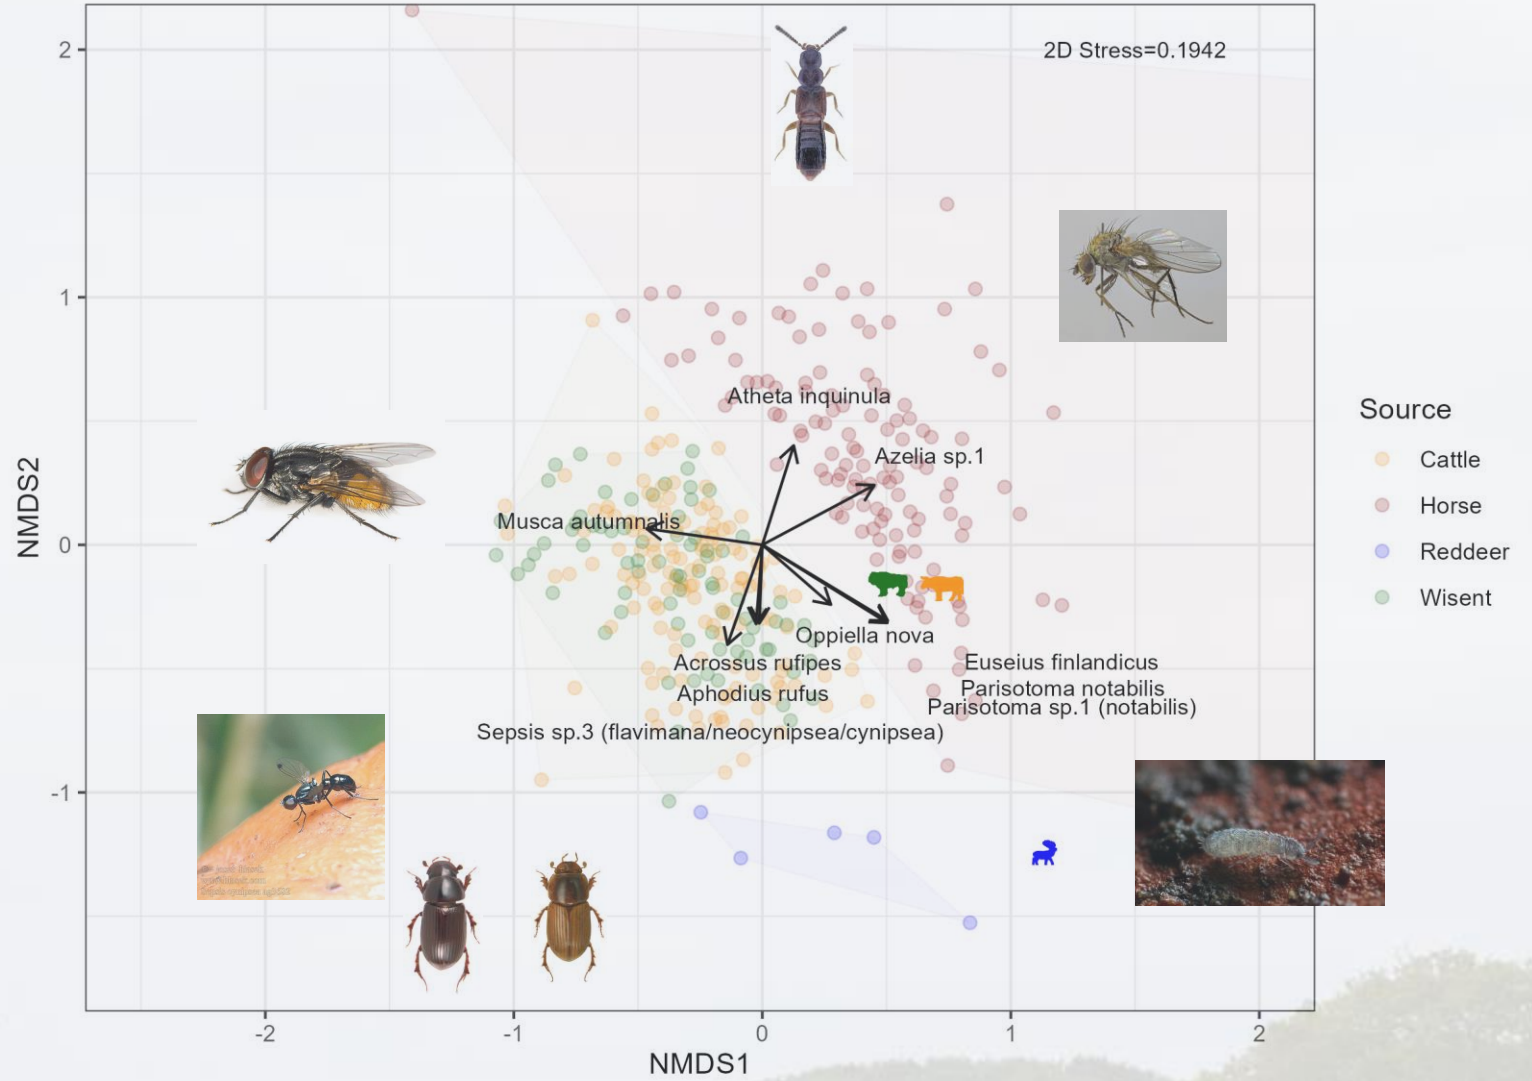 2D Stress=0.1942
2
1
0
-1
NMDS2
Atheta inquinula
Azelia sp.1
Musca autumnalis
Oppiella nova
Acrossus rufipes
Euseius finlandicus
Aphodius rufus
Parisotoma notabilis
Parisotoma sp.1 (notabilis)
Sepsis sp.3 (flavimana/neocynipsea/cynipsea)
-2
-1
0
1
2
NMDS1
Source
Cattle
Horse
Reddeer
Wisent